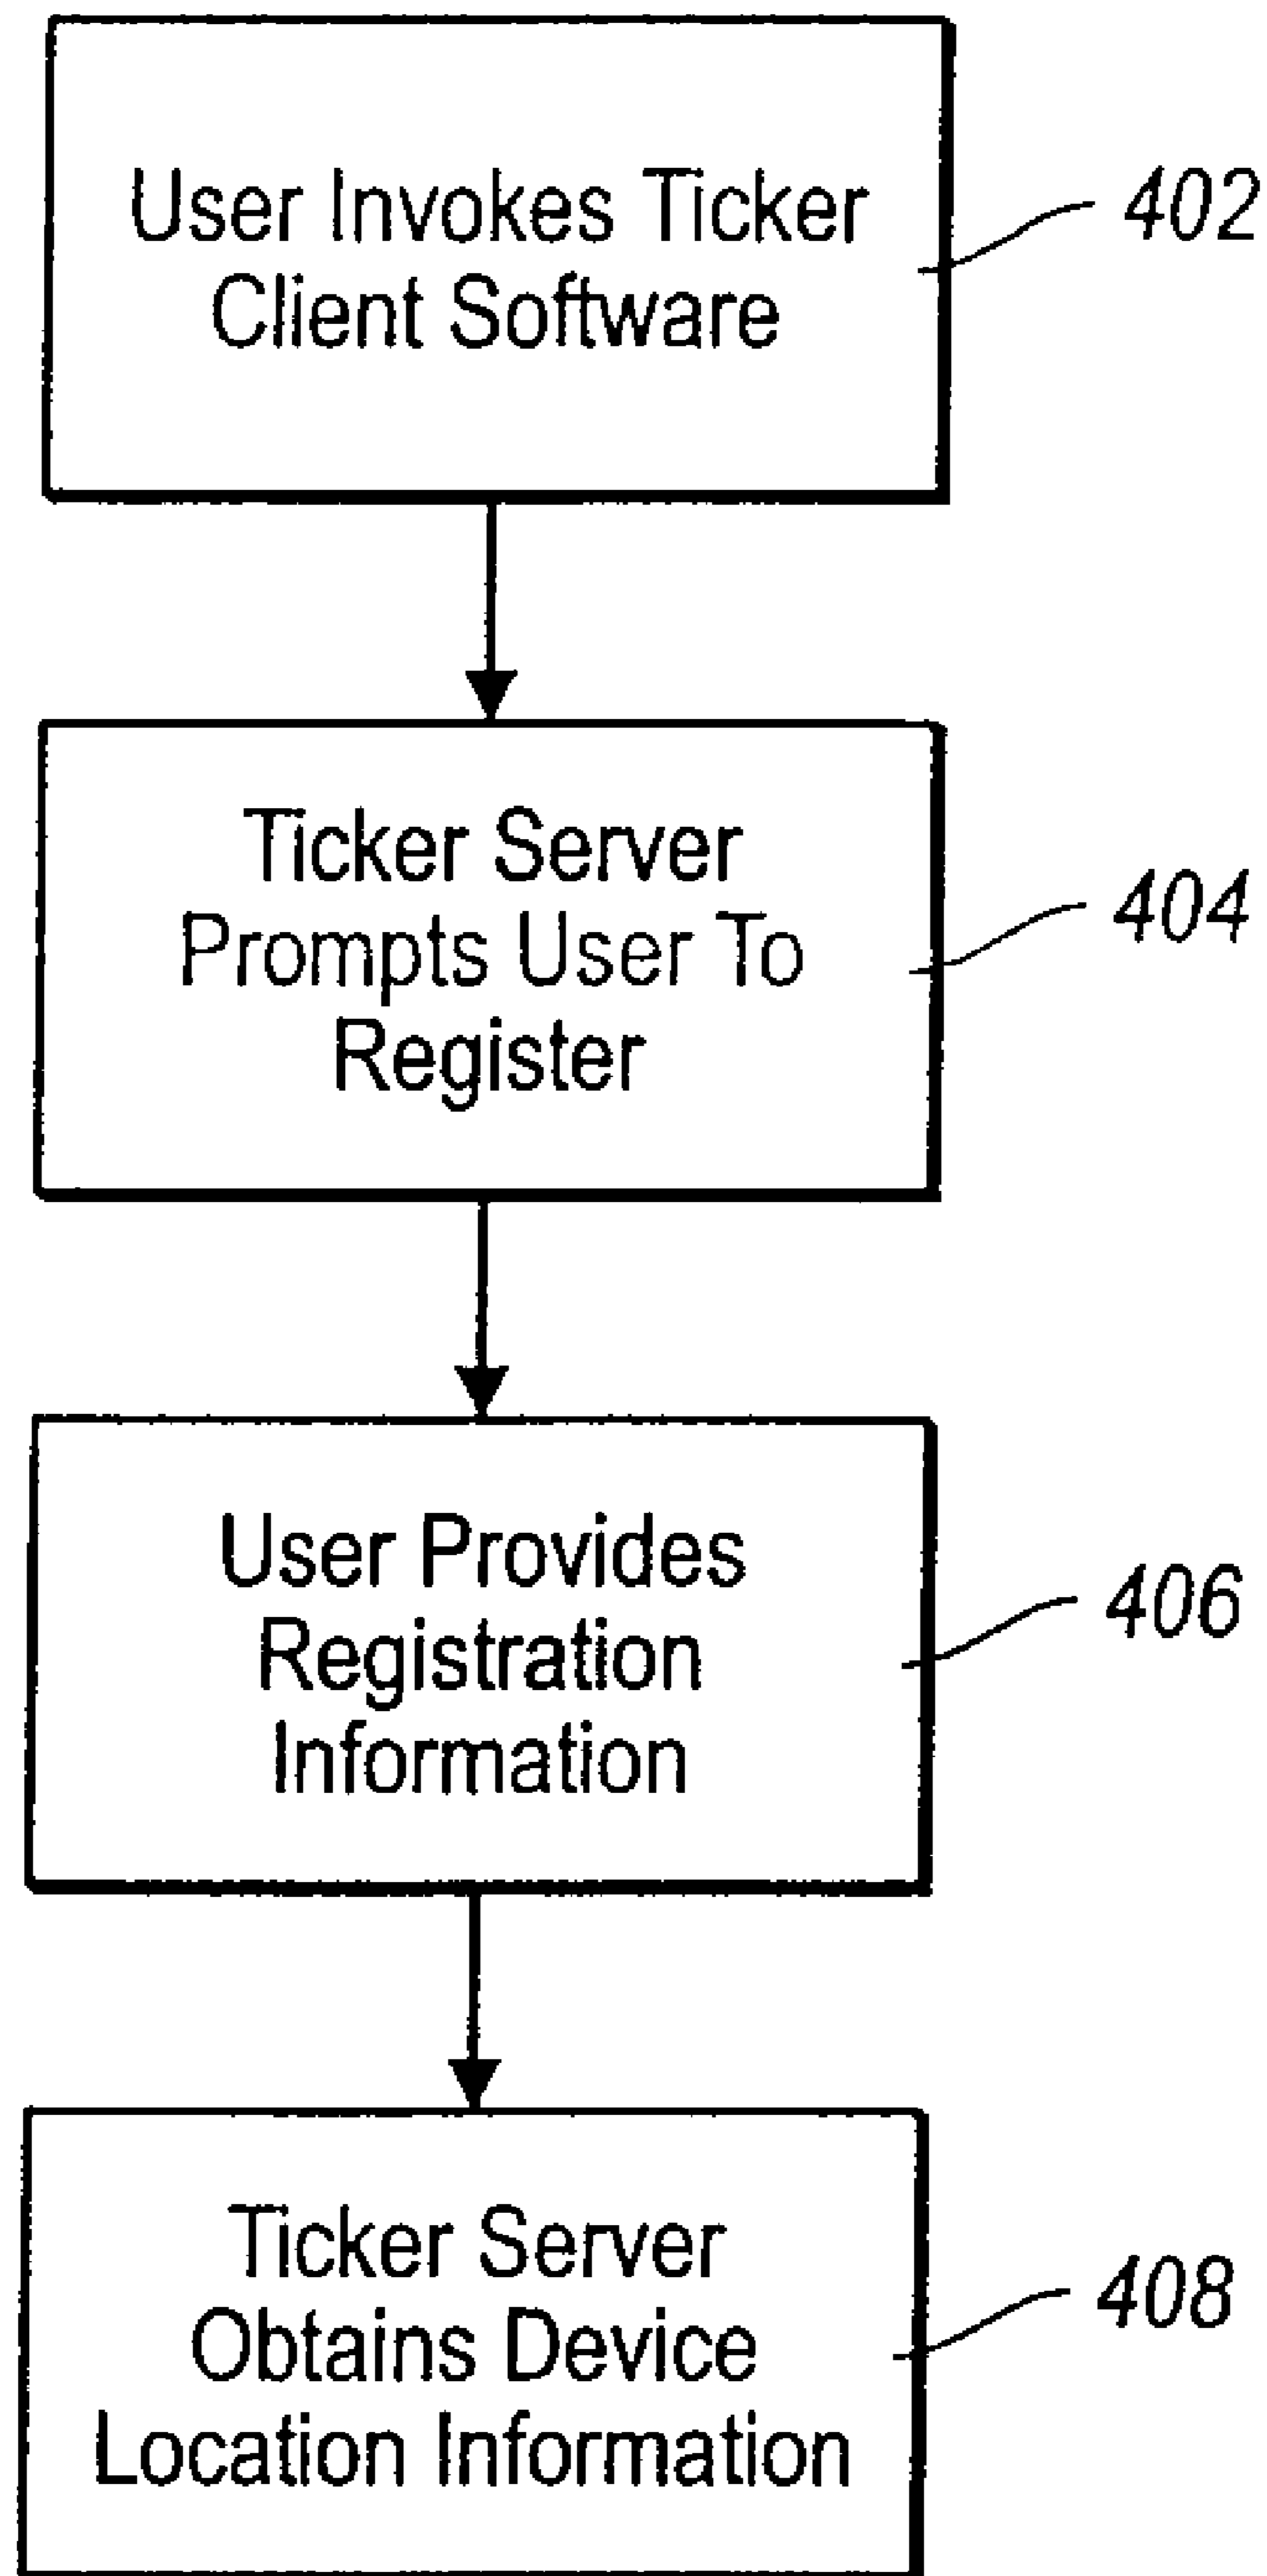 User Invokes Ticker
Client Software
402
Ticker Server
Prompts User To
Register
404
User Provides
Registration
Information
406
Ticker Server
Obtains Device
Location Information
408